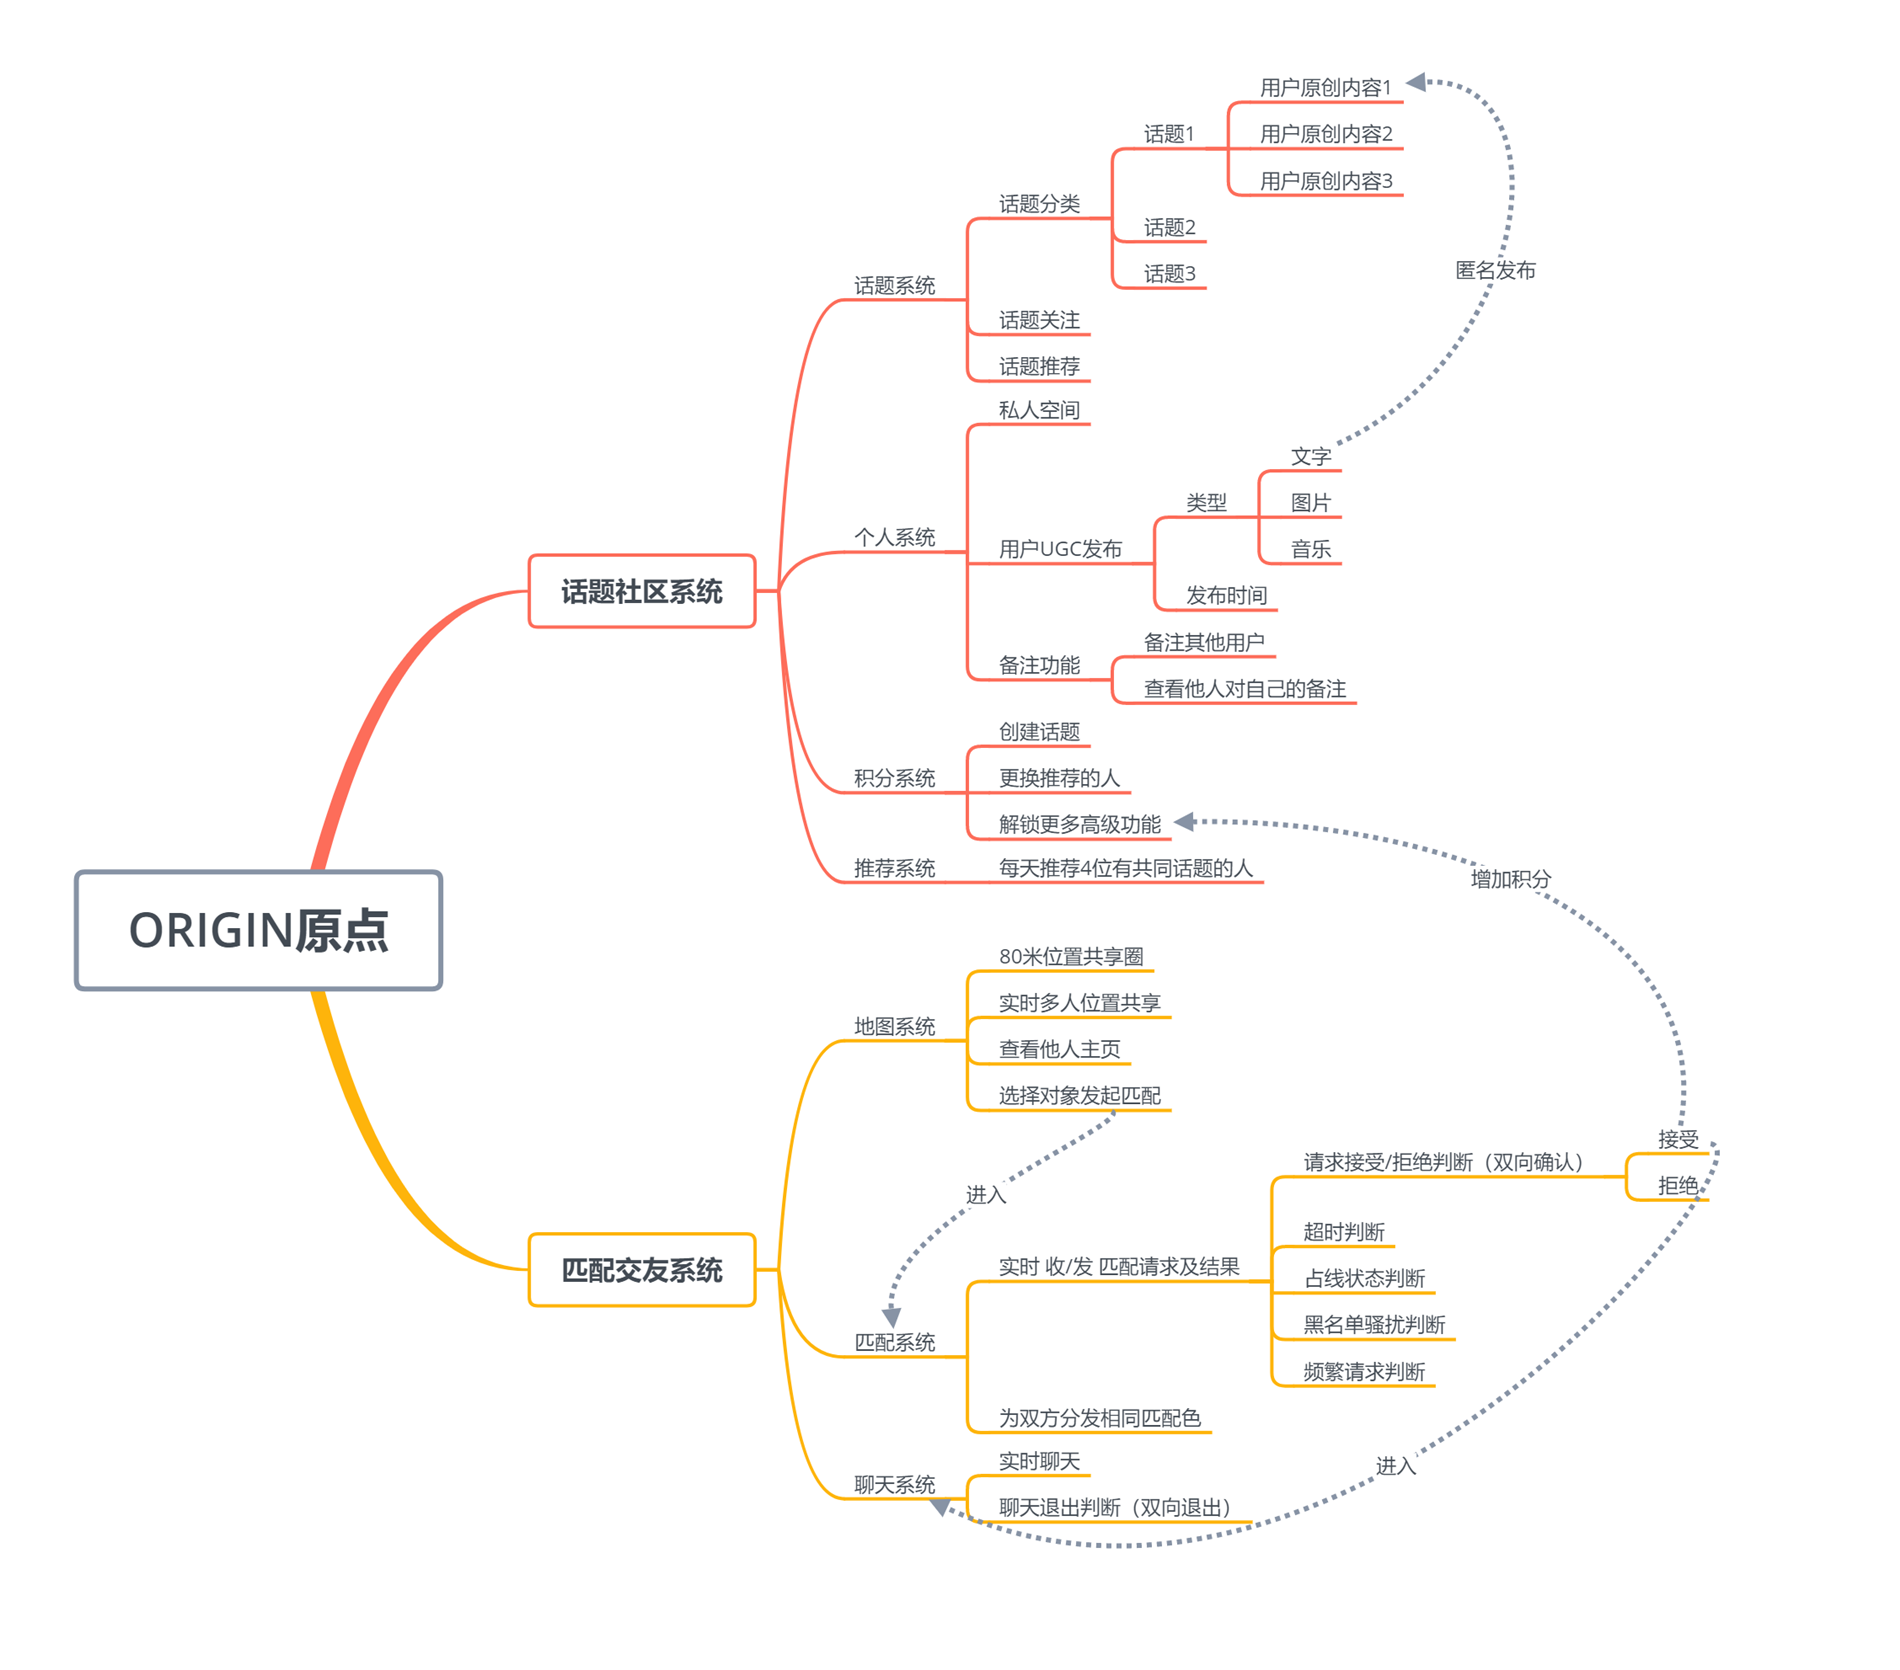 用户原创内容1
话题1
用户原创内容2
用户原创内容3
话题分类
话题2
话题3
匿名发布
话题系统
话题关注
话题推荐
私人空间
文字
类型
图片
个人系统
用户UGC发布
音乐
话题社区系统
发布时间
备注其他用户
备注功能
查看他人对自己的备注
创建话题
积分系统
更换推荐的人
解锁更多高级功能
推荐系统
每天推荐4位有共同话题的人
增加积分
ORIGIN原点
80米位置共享圈
实时多人位置共享
地图系统
查看他人主页
选择对象发起匹配
接受
请求接受/拒绝判断（双向确认）
拒绝
进入
超时判断
匹配交友系统
实时 收/发 匹配请求及结果
占线状态判断
黑名单骚扰判断
匹配系统
频繁请求判断
为双方分发相同匹配色
实时聊天
进入
聊天系统
聊天退出判断（双向退出）